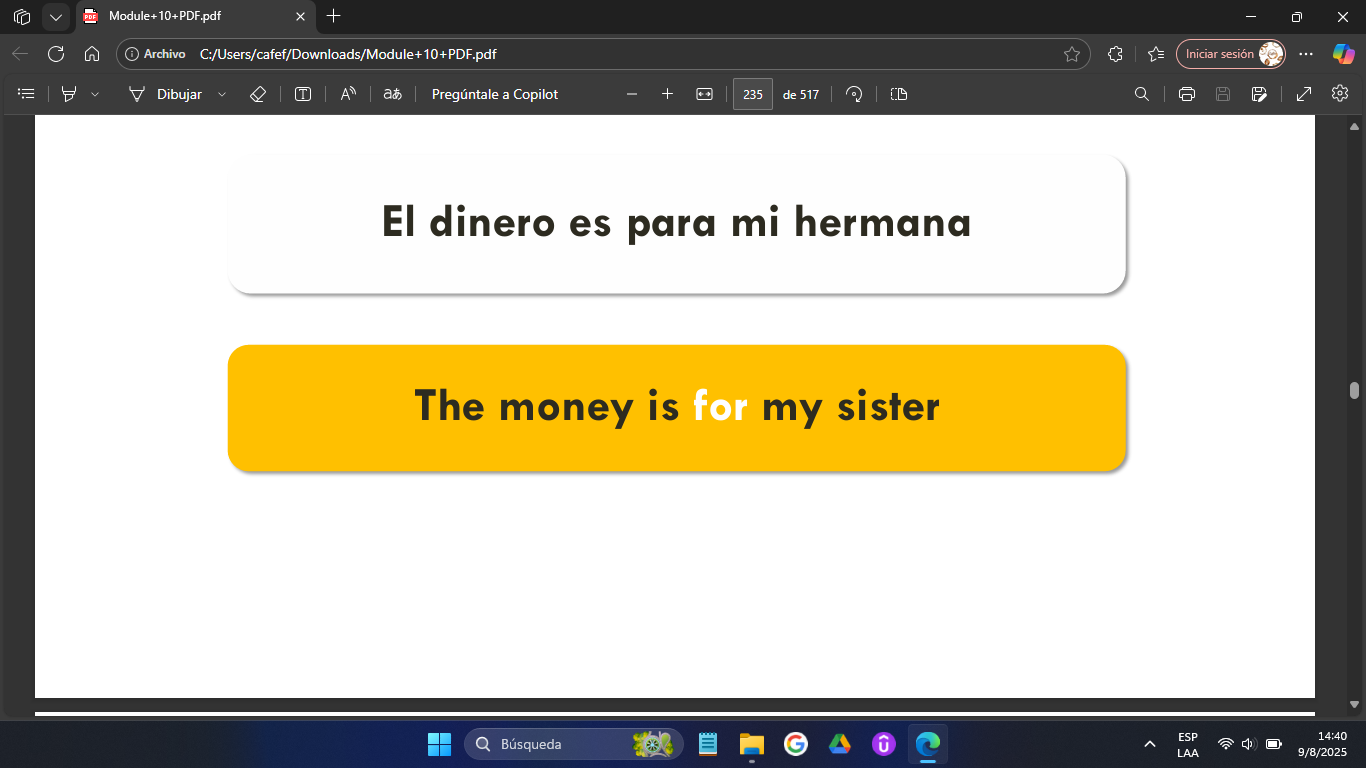 Module+10+PDF.pdf
Archivo C:/Users/cafef/Downloads/Module+10+PDF.pdf Iniciar sesión
Dibujar Pregúntale a Copilot 235 de 517
El dinero es para mi hermana
The money is for my sister
Búsqueda
ESP
LAA
14:40
9/8/2025